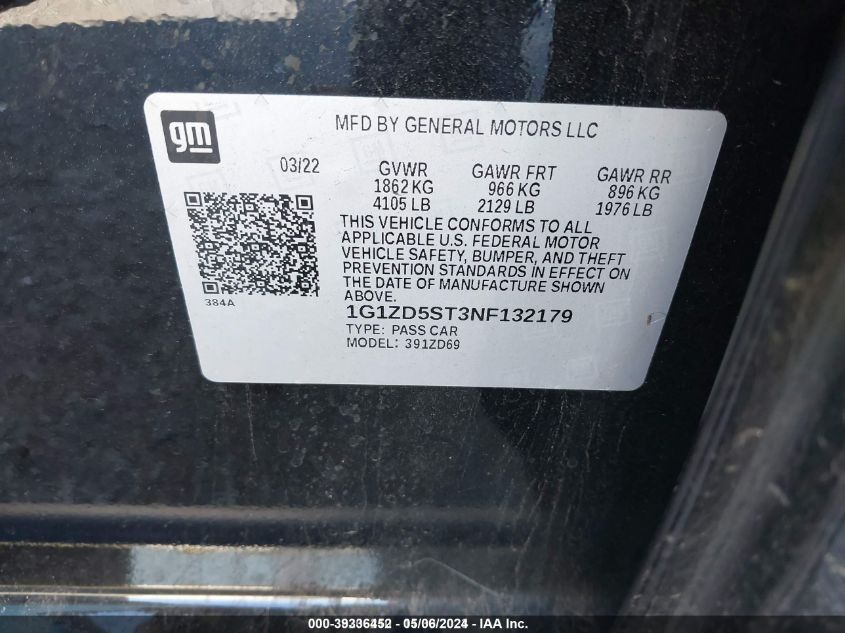 gm
MFD BY GENERAL MOTORS LLC
03/22
GVWR
1862 KG
4105 LB
GAWR FRT
966 KG
2129 LB
GAWR RR
896 KG
1976 LB
THIS VEHICLE CONFORMS TO ALL
APPLICABLE U.S. FEDERAL MOTOR
VEHICLE SAFETY, BUMPER, AND THEFT
PREVENTION STANDARDS IN EFFECT ON
THE DATE OF MANUFACTURE SHOWN
ABOVE.
384A
1G1ZD5ST3NF132179
TYPE: PASS CAR
MODEL: 391ZD69
000-39336452 - 05/06/2024 - IAA Inc.